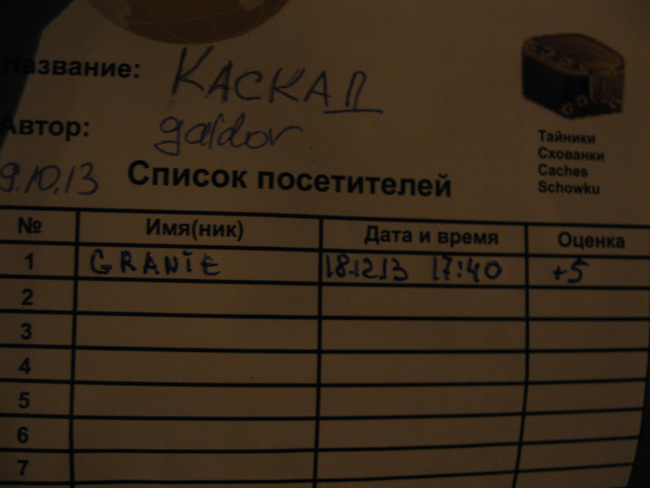 Название: КАСКАД
Автор: galdor
9.10.13 Список посетителей
Тайники
Схованки
Caches
Schowku
№ Имя(ник) Дата и время Оценка
1 GRANTE 18.12.13 17:40 +5
2
3
4
5
6
7